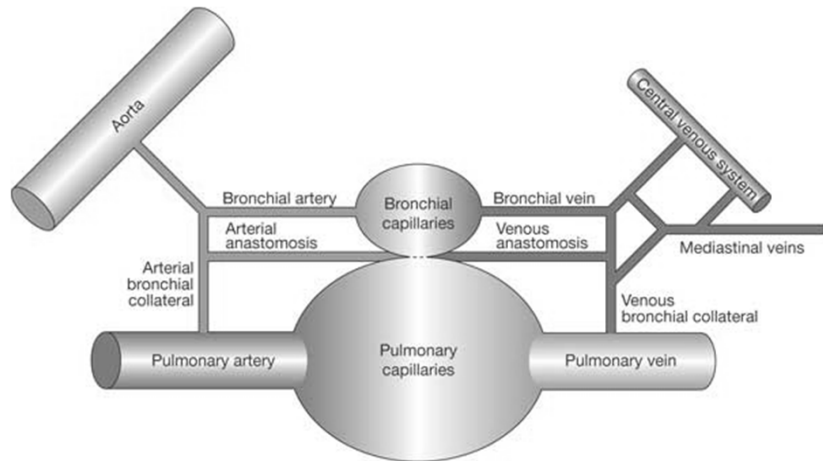 Aorta
Central venous system
Bronchial artery
Bronchial
capillaries
Bronchial vein
Arterial
anastomosis
Venous
anastomosis
Mediastinal veins
Arterial
bronchial
collateral
Venous
bronchial collateral
Pulmonary artery
Pulmonary
capillaries
Pulmonary vein